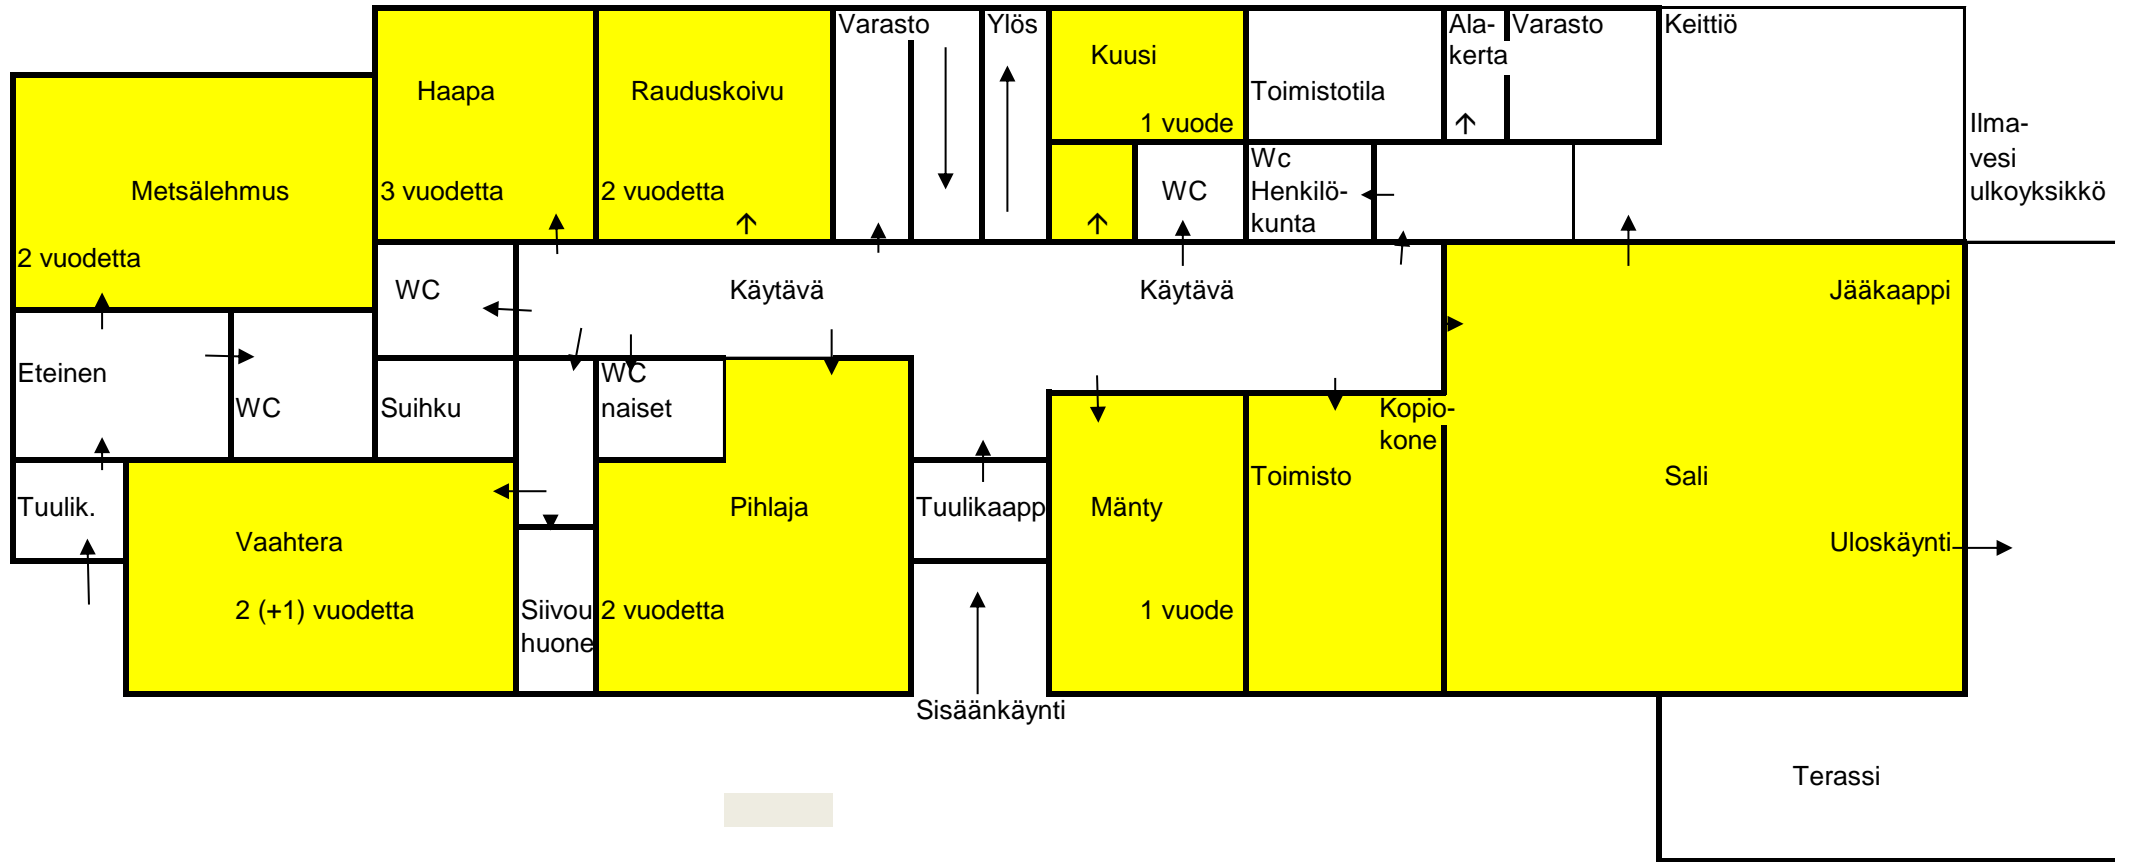 Varasto
Ylös
Ala-
kerta
Varasto
Keittiö
Kuusi
1 vuode
Haapa
3 vuodetta
Rauduskoivu
2 vuodetta
Toimistotila
Ilma-
vesi
ulkoyksikkö
Metsälehmus
2 vuodetta
WC
Wc
Henkilö-
kunta
WC
Käytävä
Käytävä
Jääkaappi
Eteinen
WC
Suihku
WC
naiset
Kopio-
kone
Tuulik.
Vaahtera
2 (+1) vuodetta
Siivou
huone
Pihlaja
2 vuodetta
Tuulikaapp
Mänty
1 vuode
Toimisto
Sali
Uloskäynti
Sisäänkäynti
Terassi